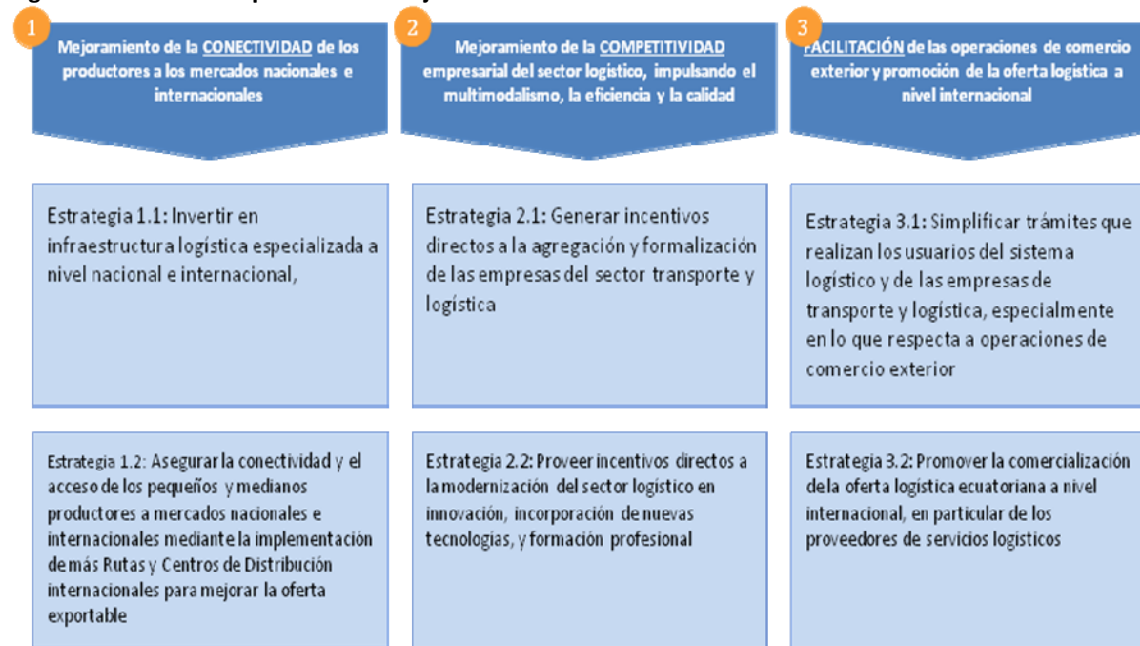 1
Mejoramiento de la CONECTIVIDAD de los
productores a los mercados nacionales e
internacionales
2
Mejoramiento de la COMPETITIVIDAD
empresarial del sector logístico, impulsando el
multimodalismo, la eficiencia y la calidad
3
FACILITACIÓN de las operaciones de comercio
exterior y promoción de la oferta logística a
nivel internacional
Estrategia 1.1: Invertir en
infraestructura logística especializada a
nivel nacional e internacional,
Estrategia 2.1: Generar incentivos
directos a la agregación y formalización
de las empresas del sector transporte y
logística
Estrategia 3.1: Simplificar trámites que
realizan los usuarios del sistema
logístico y de las empresas de
transporte y logística, especialmente
en lo que respecta a operaciones de
comercio exterior
Estrategia 1.2: Asegurar la conectividad y el
acceso de los pequeños y medianos
productores a mercados nacionales e
internacionales mediante la implementación
de más Rutas y Centros de Distribución
internacionales para mejorar la oferta
exportable
Estrategia 2.2: Proveer incentivos directos a
la modernización del sector logístico en
innovación, incorporación de nuevas
tecnologías, y formación profesional
Estrategia 3.2: Promover la comercialización
dela oferta logística ecuatoriana a nivel
internacional, en particular de los
proveedores de servicios logísticos